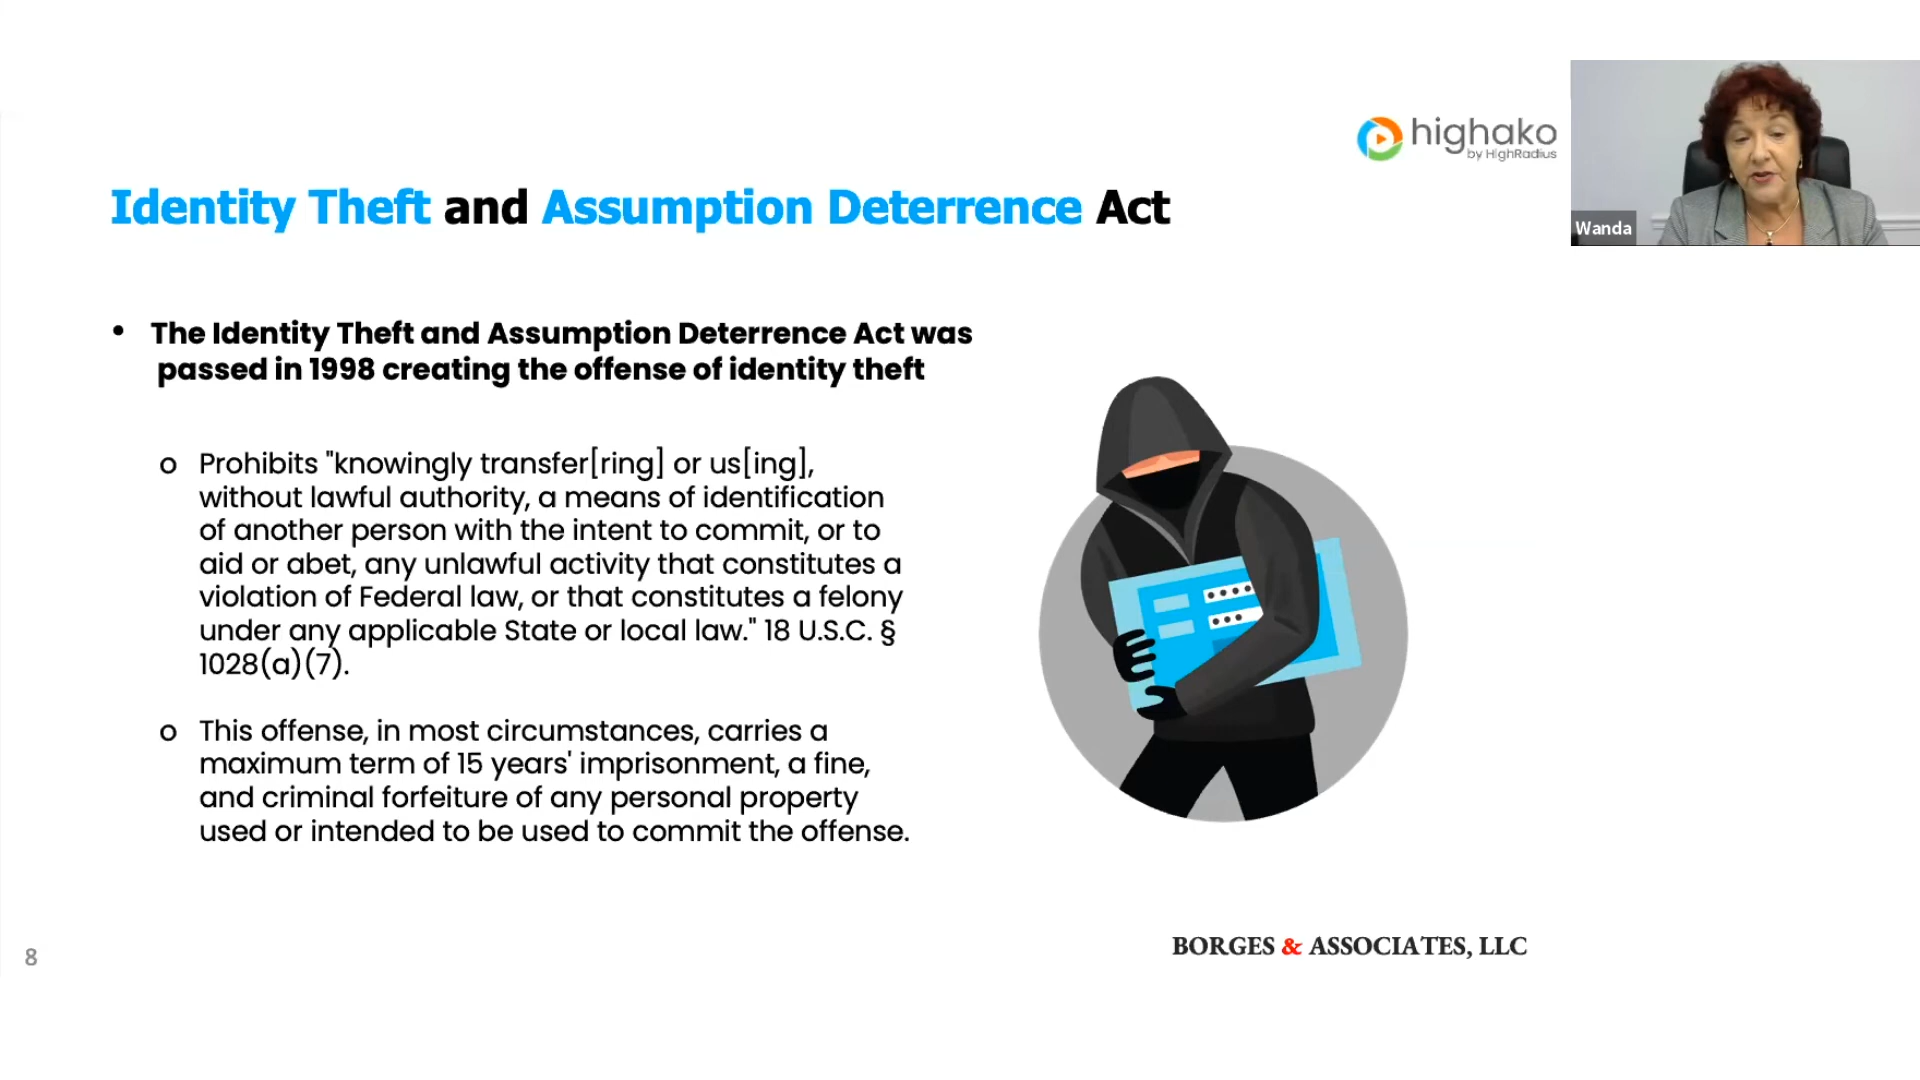 highako
by HighRadius
Wanda
Identity Theft and Assumption Deterrence Act
• The Identity Theft and Assumption Deterrence Act was
passed in 1998 creating the offense of identity theft
o Prohibits "knowingly transfer[ring] or us[ing],
without lawful authority, a means of identification
of another person with the intent to commit, or to
aid or abet, any unlawful activity that constitutes a
violation of Federal law, or that constitutes a felony
under any applicable State or local law." 18 U.S.C. §
1028(a)(7).
o This offense, in most circumstances, carries a
maximum term of 15 years' imprisonment, a fine,
and criminal forfeiture of any personal property
used or intended to be used to commit the offense.
BORGES & ASSOCIATES, LLC
8